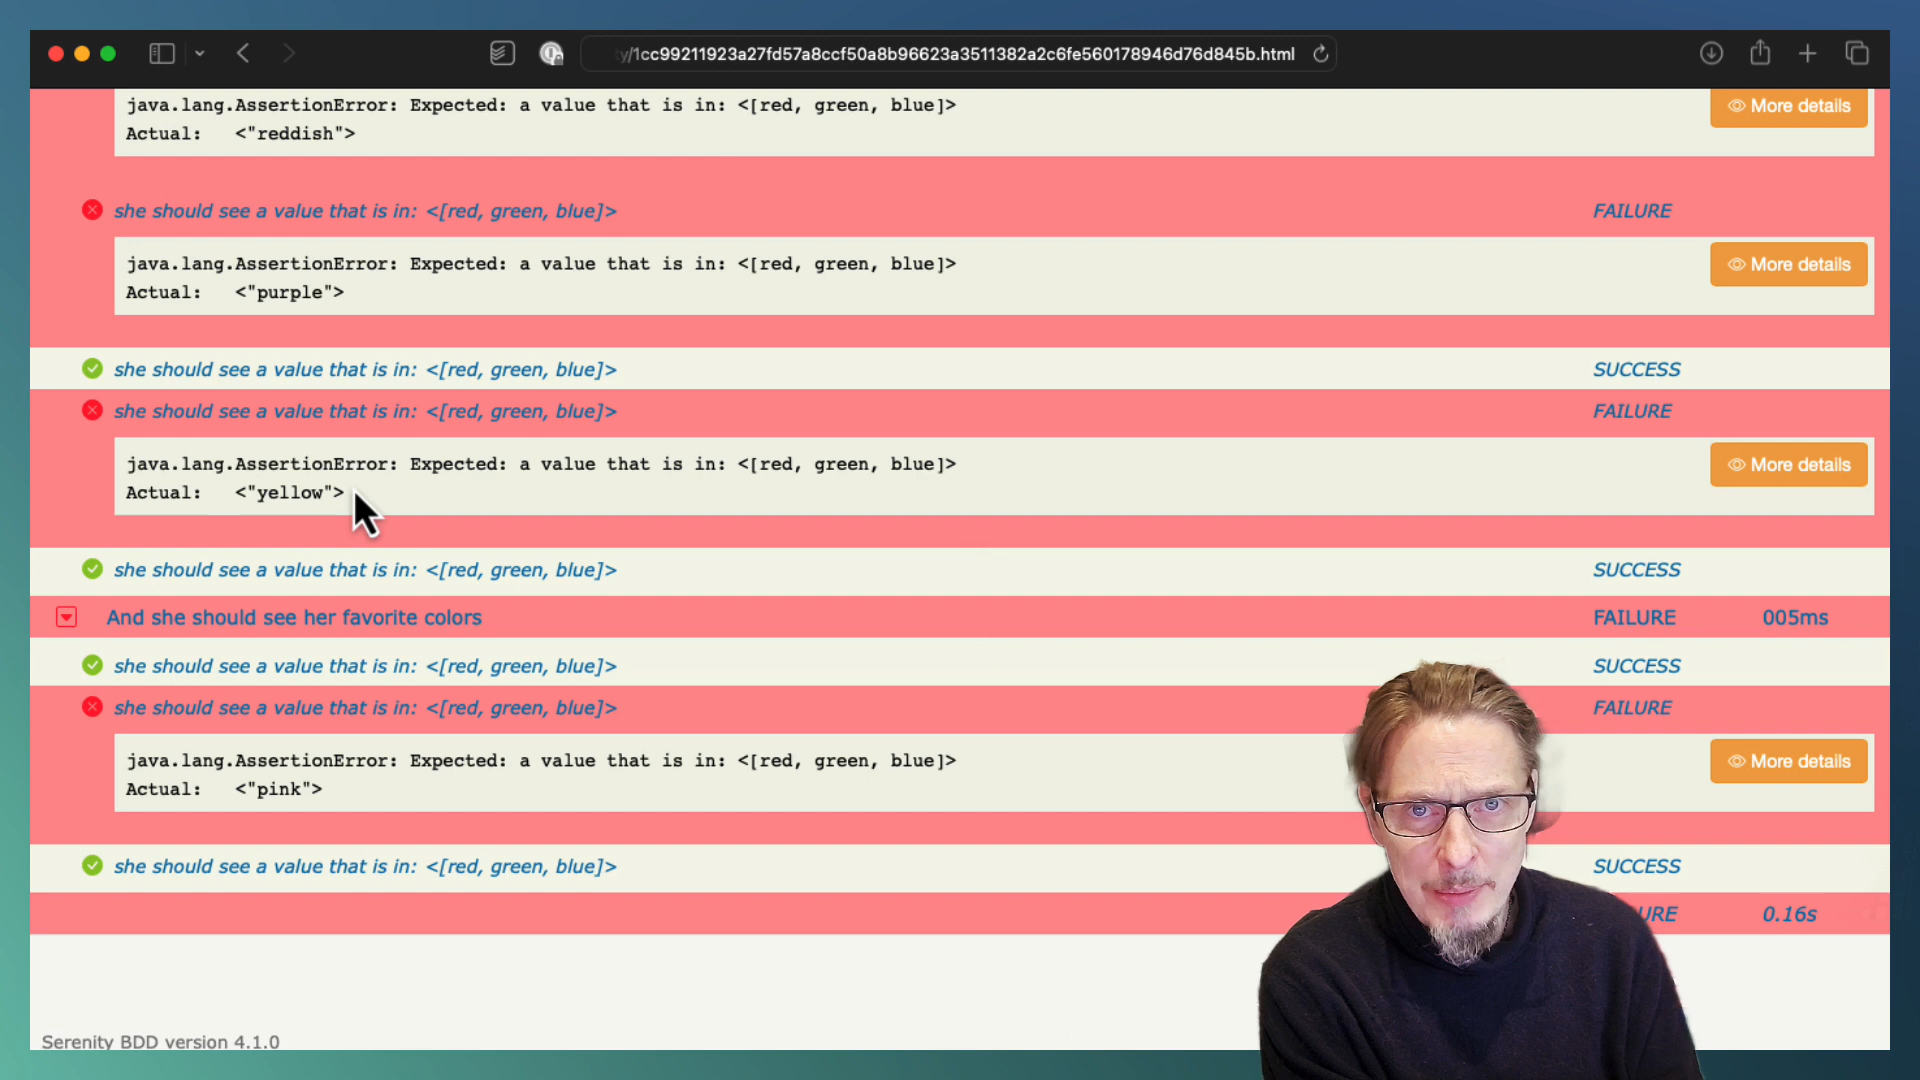 y/1cc99211923a27fd57a8ccf50a8b96623a3511382a2c6fe560178946d76d845b.html
java.lang.AssertionError: Expected: a value that is in: <[red, green, blue]>
More details
Actual: <"reddish">
she should see a value that is in: <[red, green, blue]>
FAILURE
java.lang.AssertionError: Expected: a value that is in: <[red, green, blue]>
More details
Actual: <"purple">
she should see a value that is in: <[red, green, blue]>
SUCCESS
she should see a value that is in: <[red, green, blue]>
FAILURE
java.lang.AssertionError: Expected: a value that is in: <[red, green, blue]>
More details
Actual: <"yellow">
she should see a value that is in: <[red, green, blue]>
SUCCESS
And she should see her favorite colors
FAILURE 005ms
she should see a value that is in: <[red, green, blue]>
SUCCESS
she should see a value that is in: <[red, green, blue]>
FAILURE
java.lang.AssertionError: Expected: a value that is in: <[red, green, blue]>
More details
Actual: <"pink">
she should see a value that is in: <[red, green, blue]>
SUCCESS
URE 0.16s
Serenity BDD version 4.1.0